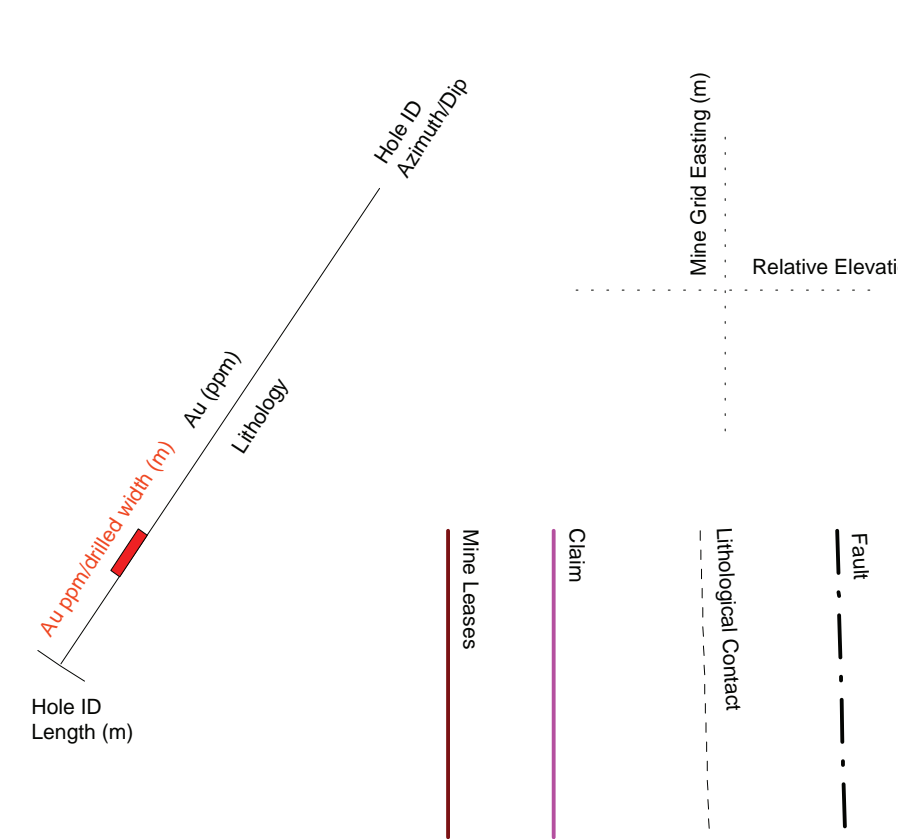 Hole ID
Azimuth/Dip
Mine Grid Easting (m)
Relative Elevati
Au (ppm)
Lithology
Au ppm/drilled width (m)
Hole ID
Length (m)
Mine Leases
Claim
Lithological Contact
Fault